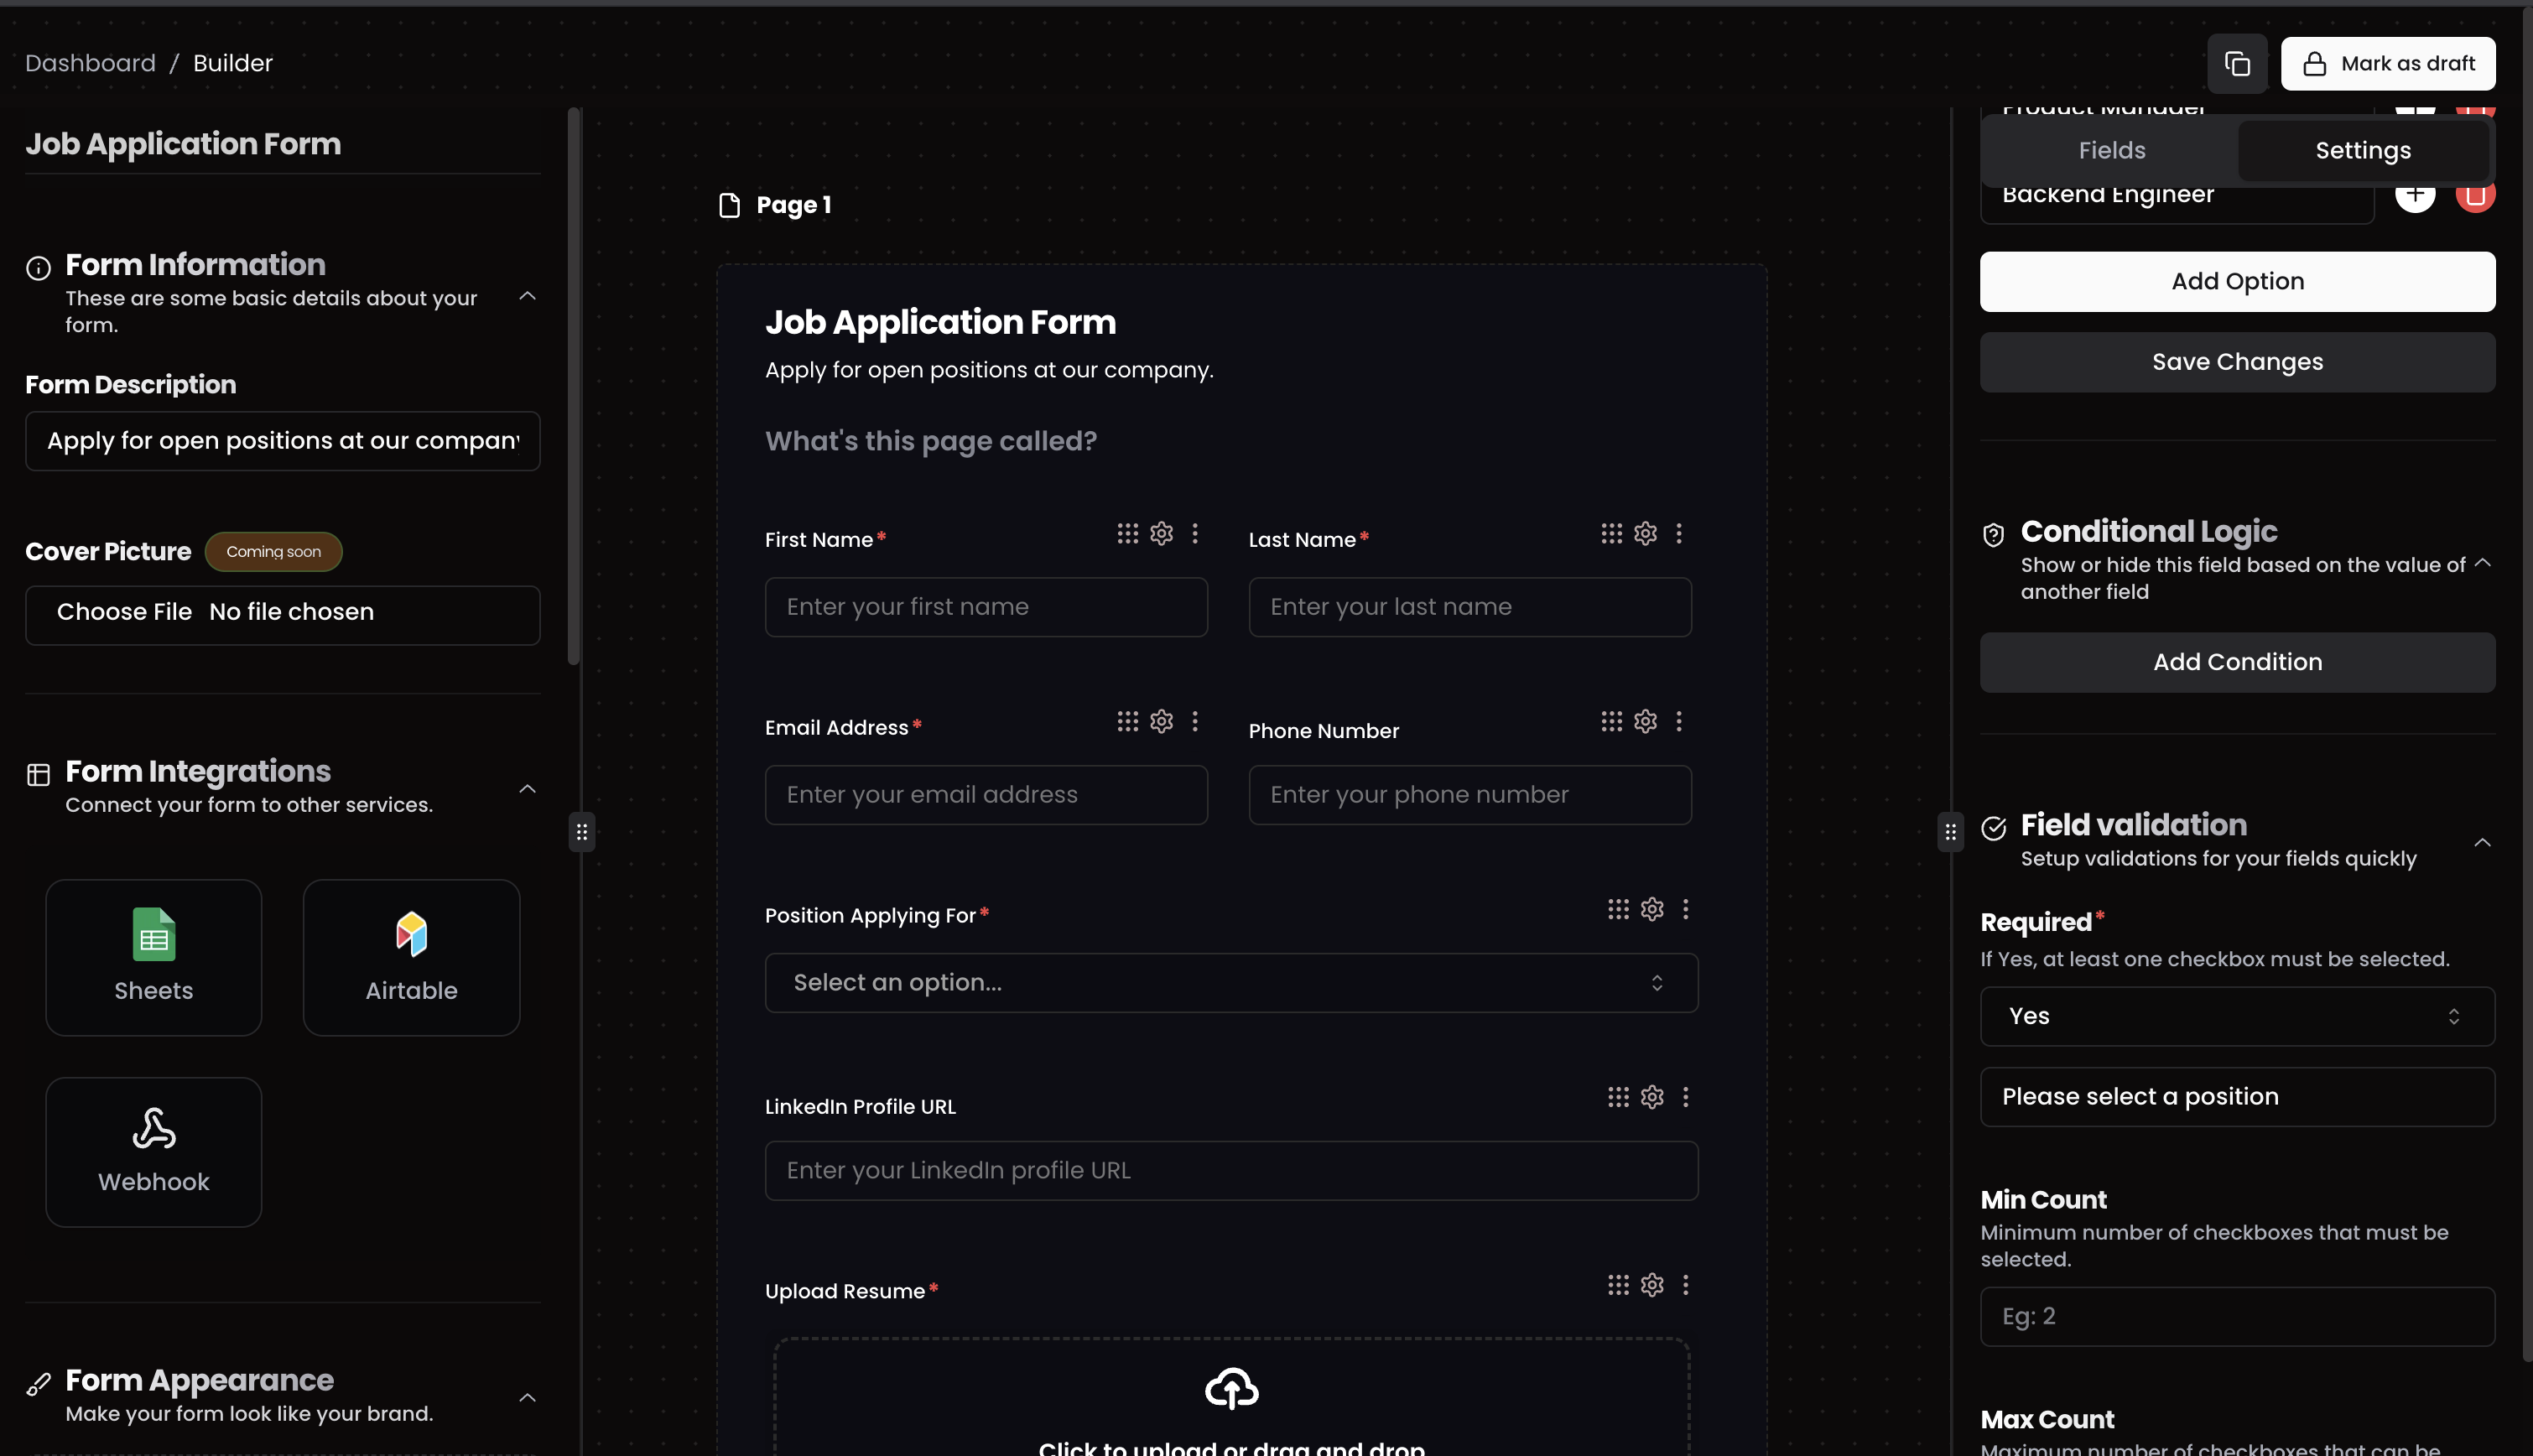 Dashboard / Builder
Mark as draft
Job Application Form
Form Information
These are some basic details about your
form.
Form Description
Apply for open positions at our company
Cover Picture
Coming soon
Choose File No file chosen
Form Integrations
Connect your form to other services.
Sheets
Airtable
Webhook
Form Appearance
Make your form look like your brand.
Page 1
Job Application Form
Apply for open positions at our company.
What's this page called?
First Name*
Enter your first name
Last Name*
Enter your last name
Email Address*
Enter your email address
Phone Number
Enter your phone number
Position Applying For*
Select an option...
LinkedIn Profile URL
Enter your LinkedIn profile URL
Upload Resume*
Click to upload or drag and drop
Product Manager
Fields
Settings
Backend Engineer
Add Option
Save Changes
Conditional Logic
Show or hide this field based on the value of
another field
Add Condition
Field validation
Setup validations for your fields quickly
Required*
If Yes, at least one checkbox must be selected.
Yes
Please select a position
Min Count
Minimum number of checkboxes that must be
selected.
Eg: 2
Max Count
Maximum number of checkboxes that can be